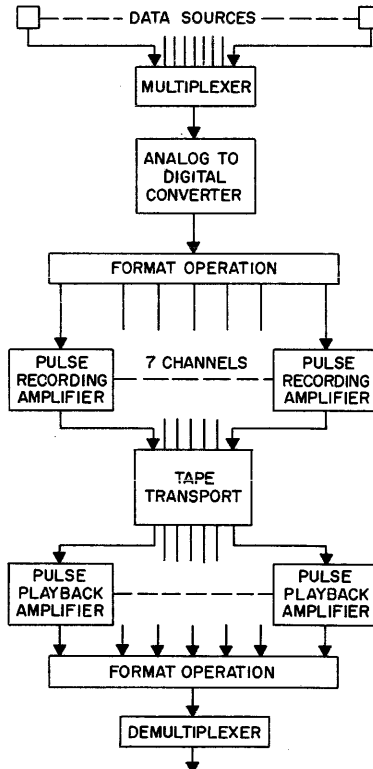 DATA SOURCES
MULTIPLEXER
ANALOG TO
DIGITAL
CONVERTER
FORMAT OPERATION
PULSE
RECORDING
AMPLIFIER
7 CHANNELS
PULSE
RECORDING
AMPLIFIER
TAPE
TRANSPORT
PULSE
PLAYBACK
AMPLIFIER
PULSE
PLAYBACK
AMPLIFIER
FORMAT OPERATION
DEMULTIPLEXER